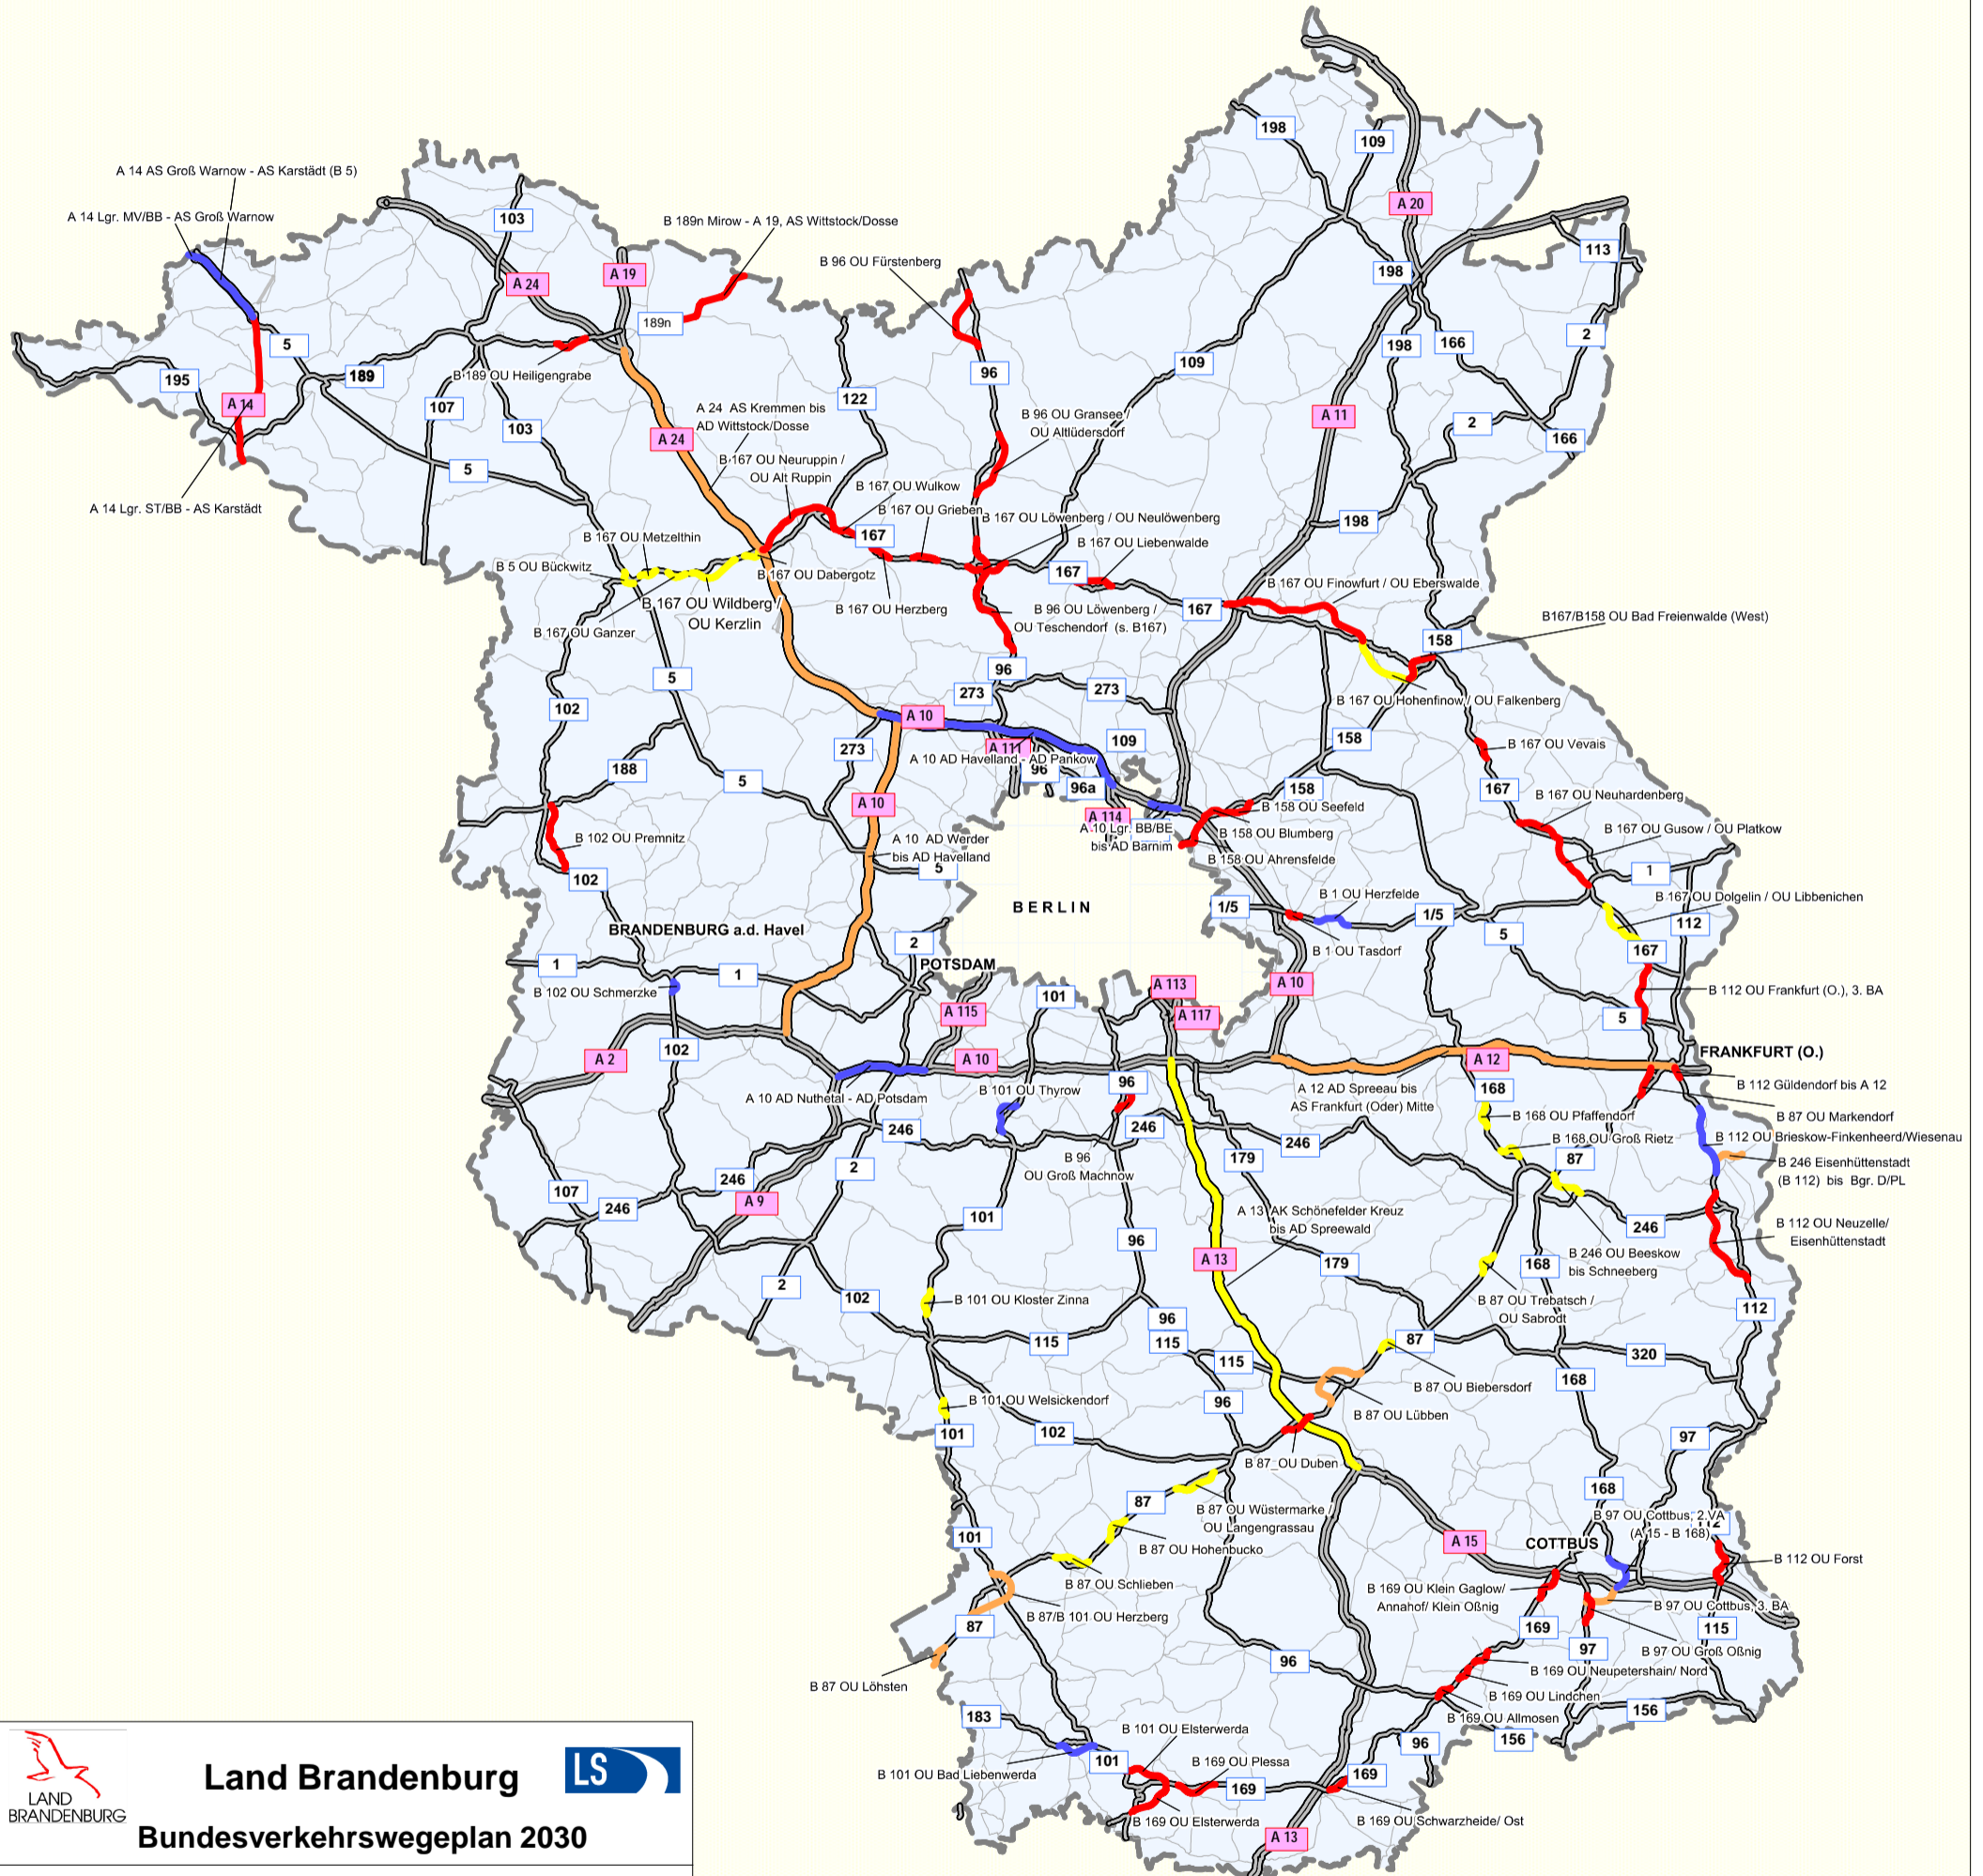 A 14 AS Groß Warnow - AS Karstädt (B 5)
A 14 Lgr. MV/BB - AS Groß Warnow
B 189n Mirow - A 19, AS Wittstock/Dosse
B 96 OU Fürstenberg
198
109
A 20
113
103
A 24
A 19
189n
198
2
5
195
189
A 14
B 189 OU Heiligengrabe
107
103
5
A 14 Lgr. ST/BB - AS Karstädt
A 24 AS Kremmen bis
AD Wittstock/Dosse
A 24
122
96
109
198
166
A 11
2
166
198
B 96 OU Gransee /
OU Altlüdersdorf
B 167 OU Neuruppin /
OU Alt Ruppin
B 167 OU Wulkow
B 167 OU Grieben
167
B 167 OU Löwenberg / OU Neulöwenberg
B 167 OU Liebenwalde
B 167 OU Metzelthin
B 5 OU Bückwitz
B 167 OU Dabergotz
B 167 OU Wildberg /
OU Kerzlin
B 167 OU Ganzer
B 167 OU Herzberg
B 96 OU Löwenberg /
OU Teschendorf (s. B167)
167
167
B 167 OU Finowfurt / OU Eberswalde
B167/B158 OU Bad Freienwalde (West)
158
B 167 OU Hohenfinow / OU Falkenberg
5
102
96
273
273
A 10
A 111
109
A 10 AD Havelland - AD Pankow
96
96a
273
188
5
A 10
158
B 167 OU Vevais
158
167
B 167 OU Neuhardenberg
B 158 OU Seefeld
A 114
A 10 Lgr. BB/BE
bis AD Barnim
B 158 OU Blumberg
B 158 OU Ahrensfelde
B 167 OU Gusow / OU Platkow
B 102 OU Premnitz
102
A 10 AD Werder
bis AD Havelland
5
1
B 167 OU Dolgelin / OU Libbenichen
BERLIN
1/5
B 1 OU Herzfelde
1/5
5
112
167
B 1 OU Tasdorf
BRANDENBURG a.d. Havel
2
POTSDAM
1
1
B 102 OU Schmerzke
A 113
A 117
A 10
101
A 115
B 112 OU Frankfurt (O.), 3. BA
5
FRANKFURT (O.)
102
A 2
A 10
A 12
96
168
B 101 OU Thyrow
A 10 AD Nuthetal - AD Potsdam
A 12 AD Spreeau bis
AS Frankfurt (Oder) Mitte
B 112 Güldendorf bis A 12
B 87 OU Markendorf
B 168 OU Pfaffendorf
B 168 OU Groß Rietz
B 112 OU Brieskow-Finkenheerd/Wiesenau
B 246 Eisenhüttenstadt
(B 112) bis Bgr. D/PL
246
246
246
B 96
OU Groß Machnow
179
87
2
246
107
246
A 9
101
A 13 AK Schönefelder Kreuz
bis AD Spreewald
246
B 112 OU Neuzelle/
Eisenhüttenstadt
96
A 13
179
B 246 OU Beeskow
bis Schneeberg
168
2
102
B 101 OU Kloster Zinna
B 87 OU Trebatsch /
OU Sabrodt
112
96
115
115
115
87
320
B 87 OU Biebersdorf
168
B 101 OU Welsickendorf
96
B 87 OU Lübben
101
102
97
B 87 OU Duben
87
168
B 87 OU Wüstermarke /
OU Langengrassau
B 97 OU Cottbus, 2.VA
(A 15 - B 168)
101
B 87 OU Hohenbucko
A 15
COTTBUS
B 112 OU Forst
B 87 OU Schlieben
B 169 OU Klein Gaglow/
Annahof/ Klein Oßnig
B 87/B 101 OU Herzberg
B 97 OU Cottbus, 3. BA
87
169
115
97
B 97 OU Groß Oßnig
96
B 169 OU Neupetershain/ Nord
B 87 OU Löhsten
B 169 OU Lindchen
183
B 169 OU Allmosen
156
156
B 101 OU Elsterwerda
96
101
B 169 OU Plessa
B 101 OU Bad Liebenwerda
169
169
B 169 OU Elsterwerda
B 169 OU Schwarzheide/ Ost
A 13
LAND
BRANDENBURG
Land Brandenburg
LS
Bundesverkehrswegeplan 2030